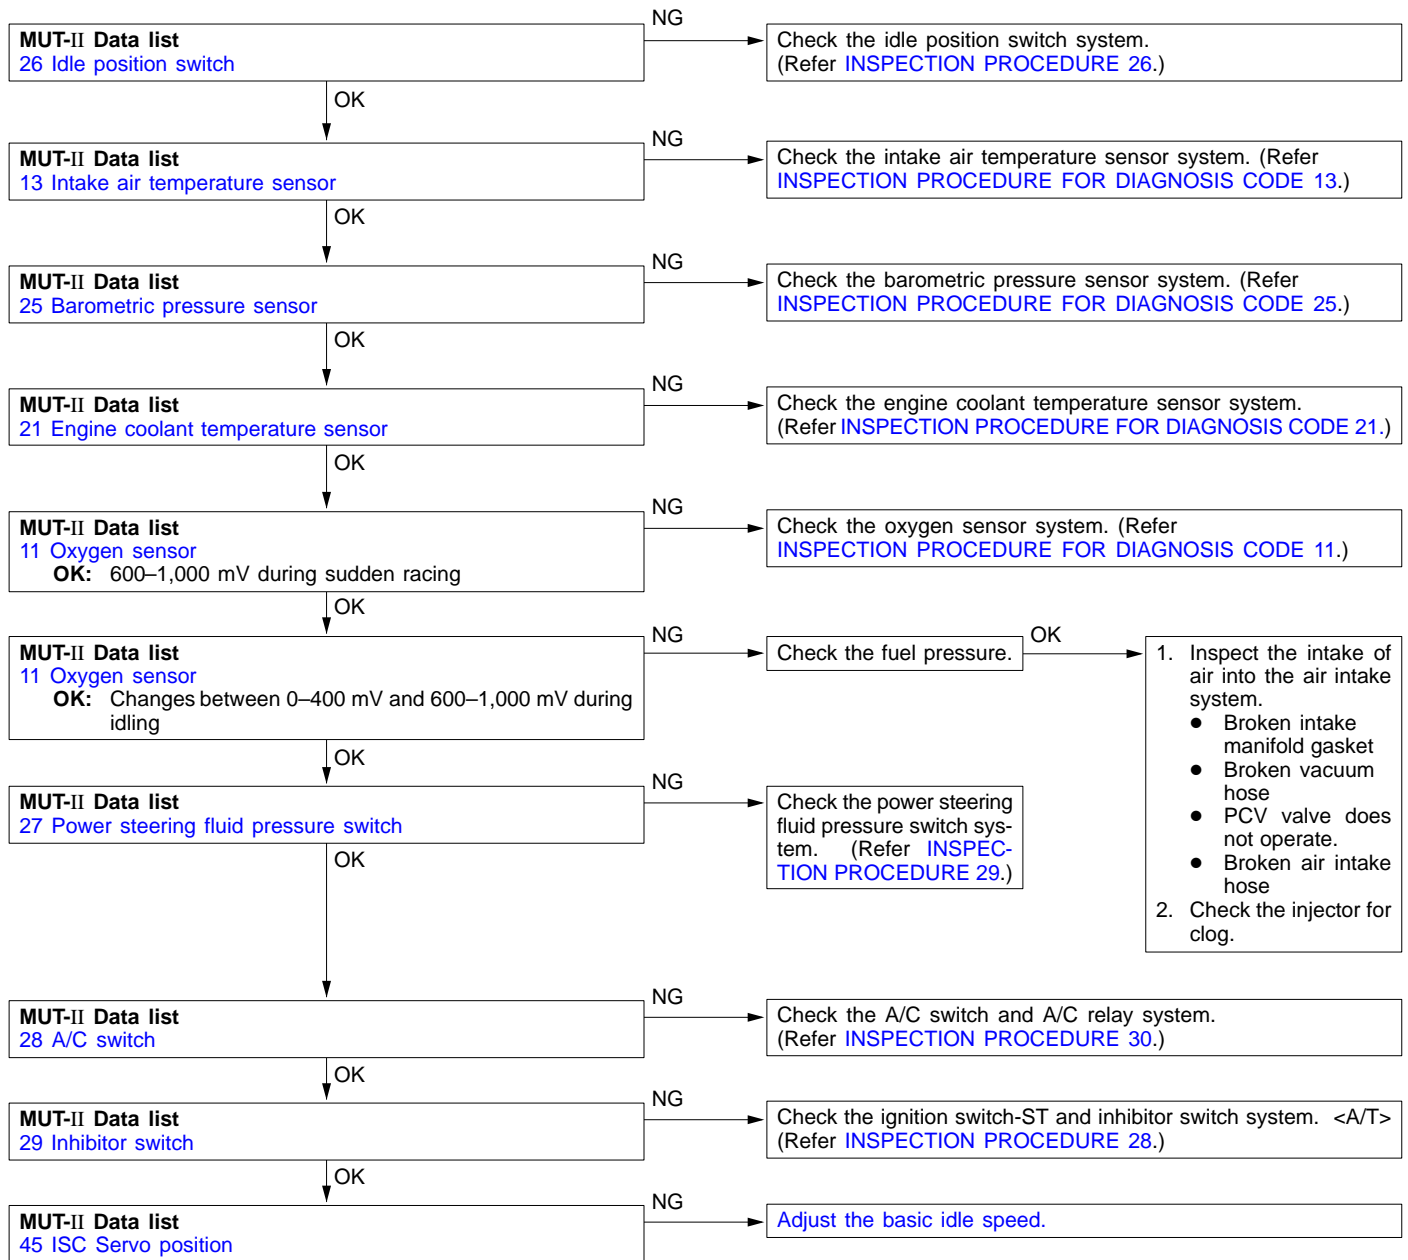 NG
MUT-II Data list
26 Idle position switch
Check the idle position switch system.
(Refer INSPECTION PROCEDURE 26.)
OK
NG
MUT-II Data list
13 Intake air temperature sensor
Check the intake air temperature sensor system. (Refer
INSPECTION PROCEDURE FOR DIAGNOSIS CODE 13.)
OK
NG
MUT-II Data list
25 Barometric pressure sensor
Check the barometric pressure sensor system. (Refer
INSPECTION PROCEDURE FOR DIAGNOSIS CODE 25.)
OK
NG
MUT-II Data list
21 Engine coolant temperature sensor
Check the engine coolant temperature sensor system.
(Refer INSPECTION PROCEDURE FOR DIAGNOSIS CODE 21.)
OK
NG
MUT-II Data list
11 Oxygen sensor
OK: 600–1,000 mV during sudden racing
Check the oxygen sensor system. (Refer
INSPECTION PROCEDURE FOR DIAGNOSIS CODE 11.)
OK
NG
MUT-II Data list
11 Oxygen sensor
OK: Changes between 0–400 mV and 600–1,000 mV during
idling
Check the fuel pressure.
OK
1. Inspect the intake of
air into the air intake
system.
● Broken intake
manifold gasket
● Broken vacuum
hose
● PCV valve does
not operate.
● Broken air intake
hose
2. Check the injector for
clog.
OK
NG
MUT-II Data list
27 Power steering fluid pressure switch
Check the power steering
fluid pressure switch sys-
tem. (Refer INSPEC-
TION PROCEDURE 29.)
OK
NG
MUT-II Data list
28 A/C switch
Check the A/C switch and A/C relay system.
(Refer INSPECTION PROCEDURE 30.)
OK
NG
MUT-II Data list
29 Inhibitor switch
Check the ignition switch-ST and inhibitor switch system. <A/T>
(Refer INSPECTION PROCEDURE 28.)
OK
NG
MUT-II Data list
45 ISC Servo position
Adjust the basic idle speed.